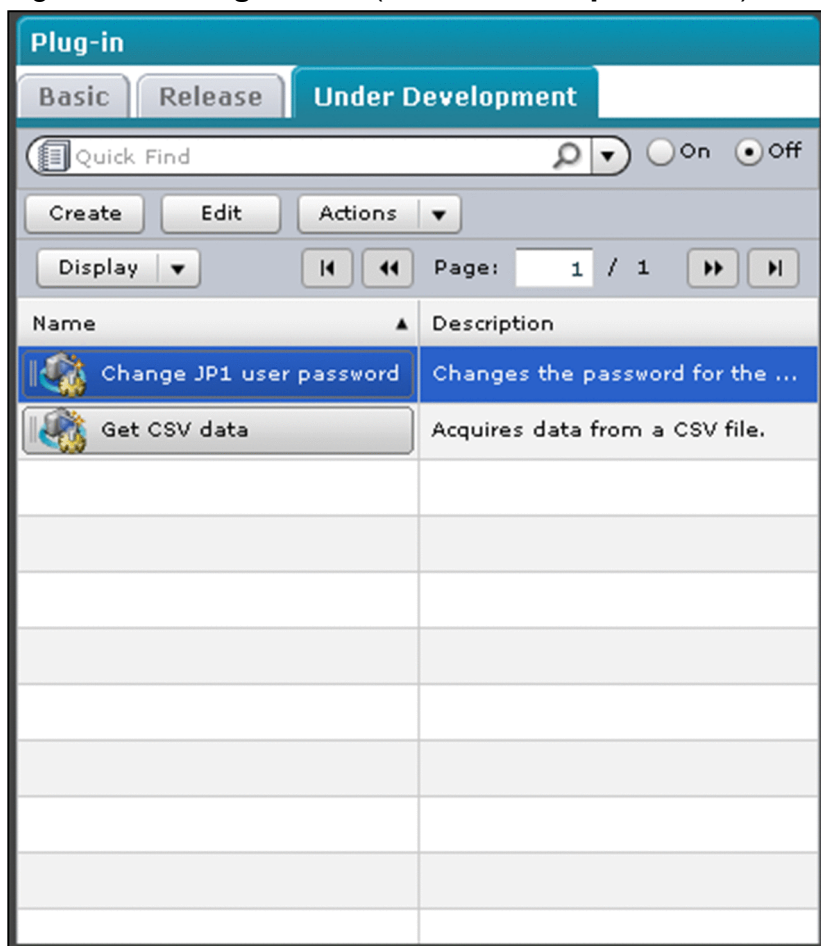 Plug-in
Basic Release Under Development
Quick Find On Off
Create Edit Actions
Display Page: 1 / 1
Name Description
Change JP1 user password Changes the password for the ...
Get CSV data Acquires data from a CSV file.